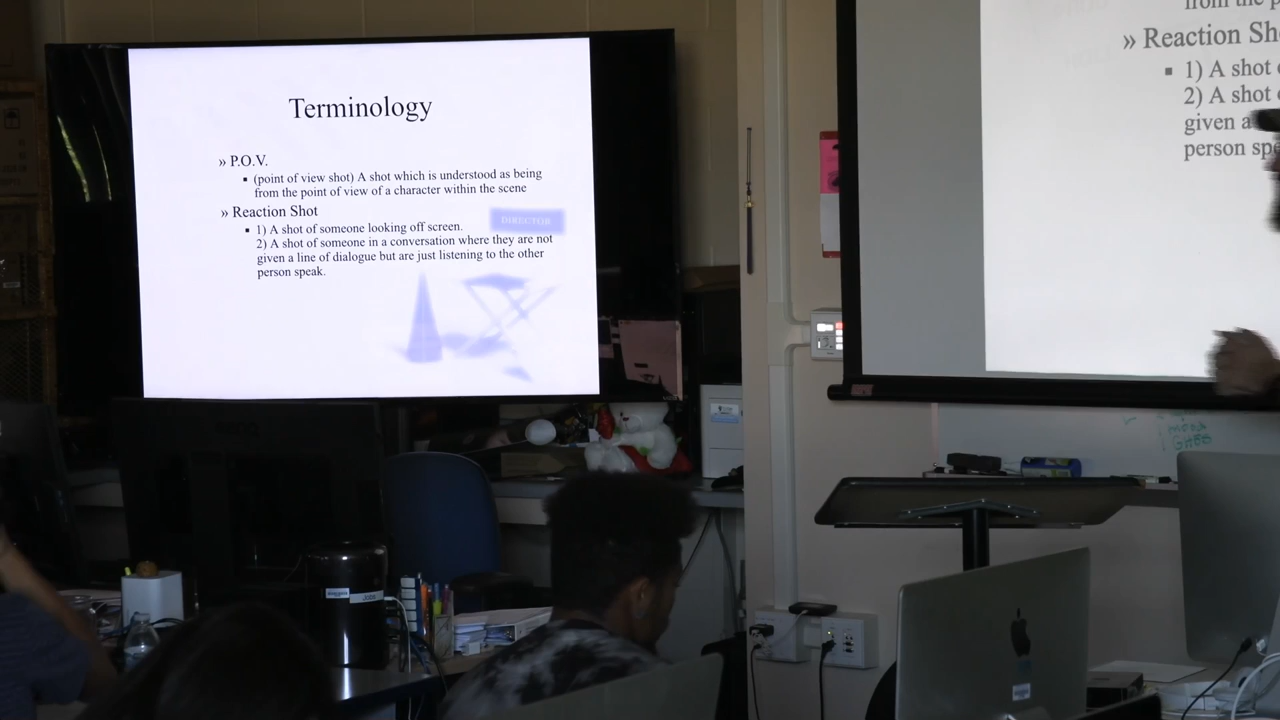 Terminology
» P.O.V.
▪ (point of view shot) A shot which is understood as being
from the point of view of a character within the scene
» Reaction Shot
▪ 1) A shot of someone looking off screen.
2) A shot of someone in a conversation where they are not
given a line of dialogue but are just listening to the other
person speak.
DIRECTOR
from the p
» Reaction Sh
▪ 1) A shot
2) A shot
given a
person spe